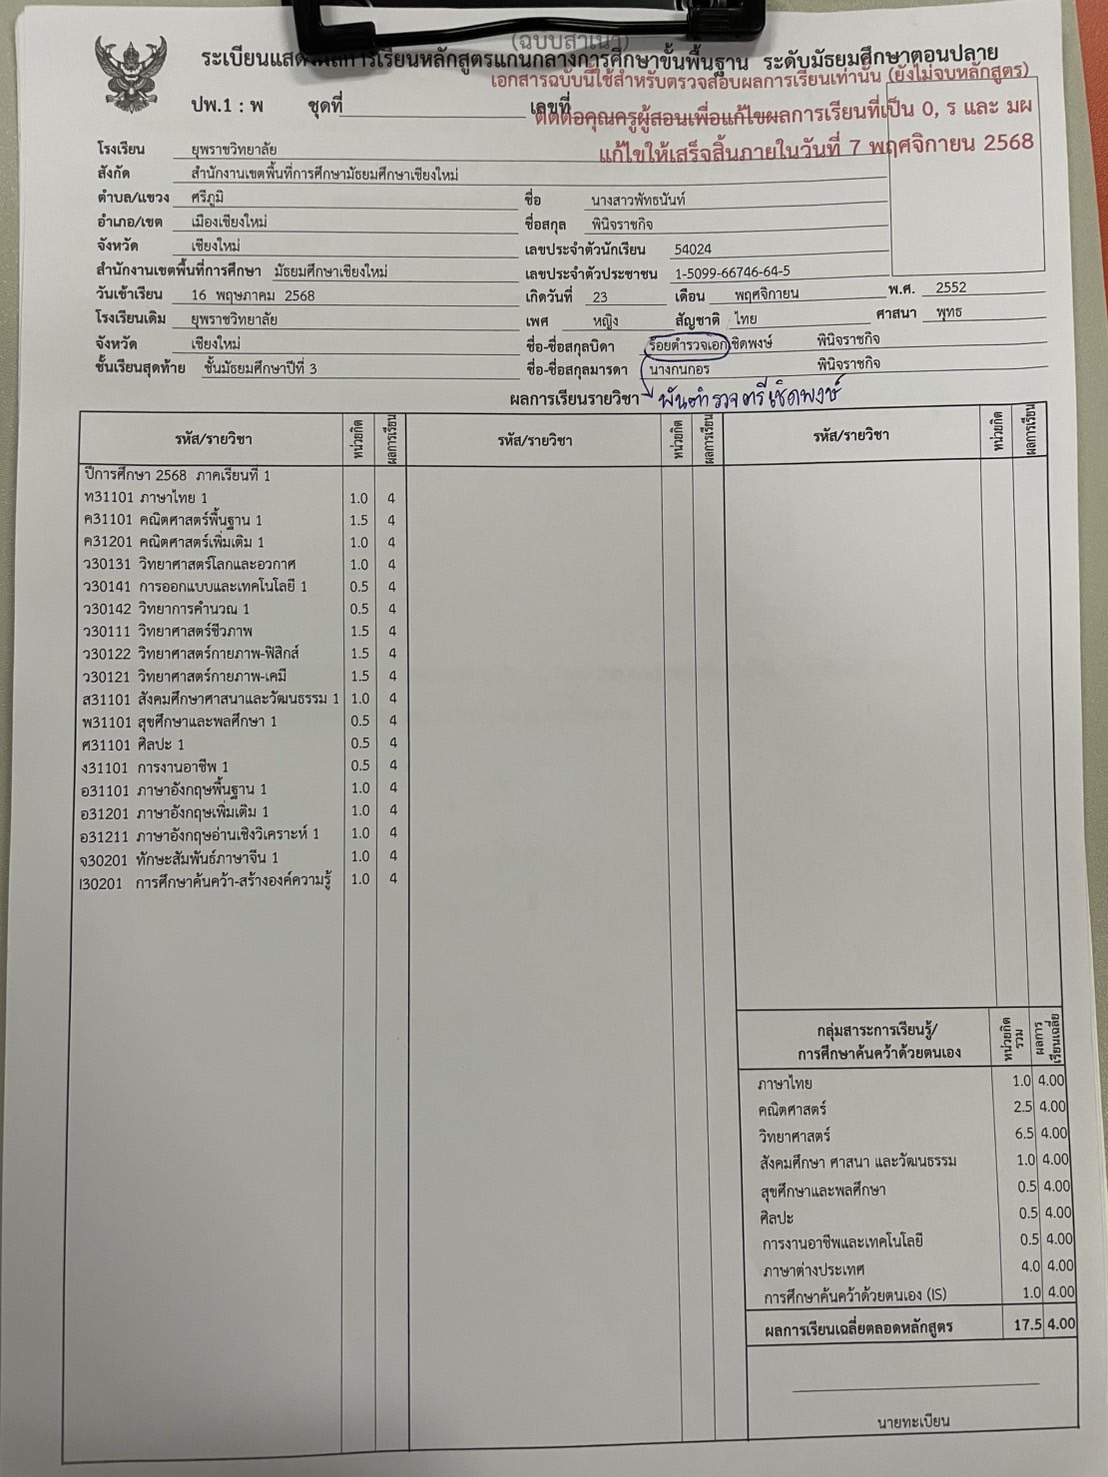 (ฉบับสำเนา)
ระเบียนแสดงผลการเรียนหลักสูตรแกนกลางการศึกษาขั้นพื้นฐาน ระดับมัธยมศึกษาตอนปลาย
เอกสารฉบับนี้ใช้สำหรับตรวจสอบผลการเรียนเท่านั้น (ยังไม่จบหลักสูตร)
ปพ.1 : พ ชุดที่ เลขที่
ติดต่อคุณครูผู้สอนเพื่อแก้ไขผลการเรียนที่เป็น 0, ร และ มผ
แก้ไขให้เสร็จสิ้นภายในวันที่ 7 พฤศจิกายน 2568
โรงเรียน ยุพราชวิทยาลัย
สังกัด สำนักงานเขตพื้นที่การศึกษามัธยมศึกษาเชียงใหม่
ตำบล/แขวง ศรีภูมิ ชื่อ นางสาวพัทธนันท์
อำเภอ/เขต เมืองเชียงใหม่ ชื่อสกุล พินิจราชกิจ
จังหวัด เชียงใหม่ เลขประจำตัวนักเรียน 54024
สำนักงานเขตพื้นที่การศึกษา มัธยมศึกษาเชียงใหม่ เลขประจำตัวประชาชน 1-5099-66746-64-5
วันเข้าเรียน 16 พฤษภาคม 2568 เกิดวันที่ 23 เดือน พฤศจิกายน พ.ศ. 2552
โรงเรียนเดิม ยุพราชวิทยาลัย เพศ หญิง สัญชาติ ไทย ศาสนา พุทธ
จังหวัด เชียงใหม่ ชื่อ-ชื่อสกุลบิดา ร้อยตำรวจเอก เชิดพงษ์ พินิจราชกิจ
ชั้นเรียนสุดท้าย ชั้นมัธยมศึกษาปีที่ 3 ชื่อ-ชื่อสกุลมารดา นางกนกอร พินิจราชกิจ
ผลการเรียนรายวิชา พันตำรวจตรีเชิดพงษ์
รหัส/รายวิชา หน่วยกิต ผลการเรียน รหัส/รายวิชา หน่วยกิต ผลการเรียน รหัส/รายวิชา หน่วยกิต ผลการเรียน
ปีการศึกษา 2568 ภาคเรียนที่ 1
ท31101 ภาษาไทย 1 1.0 4
ค31101 คณิตศาสตร์พื้นฐาน 1 1.5 4
ค31201 คณิตศาสตร์เพิ่มเติม 1 1.0 4
ว30131 วิทยาศาสตร์โลกและอวกาศ 1.0 4
ว30141 การออกแบบและเทคโนโลยี 1 0.5 4
ว30142 วิทยาการคำนวณ 1 0.5 4
ว30111 วิทยาศาสตร์ชีวภาพ 1.5 4
ว30122 วิทยาศาสตร์กายภาพ-ฟิสิกส์ 1.5 4
ว30121 วิทยาศาสตร์กายภาพ-เคมี 1.5 4
ส31101 สังคมศึกษาศาสนาและวัฒนธรรม 1 1.0 4
พ31101 สุขศึกษาและพลศึกษา 1 0.5 4
ศ31101 ศิลปะ 1 0.5 4
ง31101 การงานอาชีพ 1 0.5 4
อ31101 ภาษาอังกฤษพื้นฐาน 1 1.0 4
อ31201 ภาษาอังกฤษเพิ่มเติม 1 1.0 4
อ31211 ภาษาอังกฤษอ่านเชิงวิเคราะห์ 1 1.0 4
จ30201 ทักษะสัมพันธ์ภาษาจีน 1 1.0 4
I30201 การศึกษาค้นคว้า-สร้างองค์ความรู้ 1.0 4
กลุ่มสาระการเรียนรู้/ หน่วยกิต ผลการ
การศึกษาค้นคว้าด้วยตนเอง รวม เรียนเฉลี่ย
ภาษาไทย 1.0 4.00
คณิตศาสตร์ 2.5 4.00
วิทยาศาสตร์ 6.5 4.00
สังคมศึกษา ศาสนา และวัฒนธรรม 1.0 4.00
สุขศึกษาและพลศึกษา 0.5 4.00
ศิลปะ 0.5 4.00
การงานอาชีพและเทคโนโลยี 0.5 4.00
ภาษาต่างประเทศ 4.0 4.00
การศึกษาค้นคว้าด้วยตนเอง (IS) 1.0 4.00
ผลการเรียนเฉลี่ยตลอดหลักสูตร 17.5 4.00
นายทะเบียน